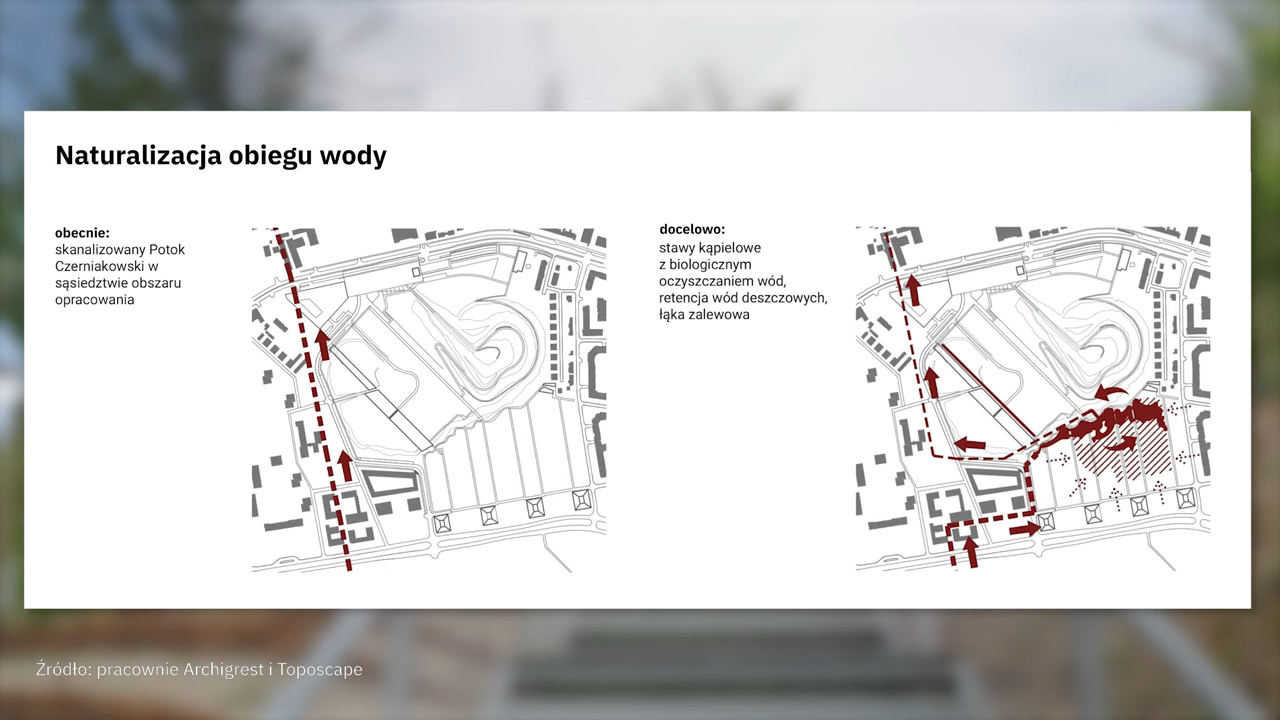 Naturalizacja obiegu wody
obecnie:
skanalizowany Potok
Czerniakowski w
sąsiedztwie obszaru
opracowania
docelowo:
stawy kąpielowe
z biologicznym
oczyszczaniem wód,
retencja wód deszczowych,
łąka zalewowa
Źródło: pracownie Archigrest i Toposcape